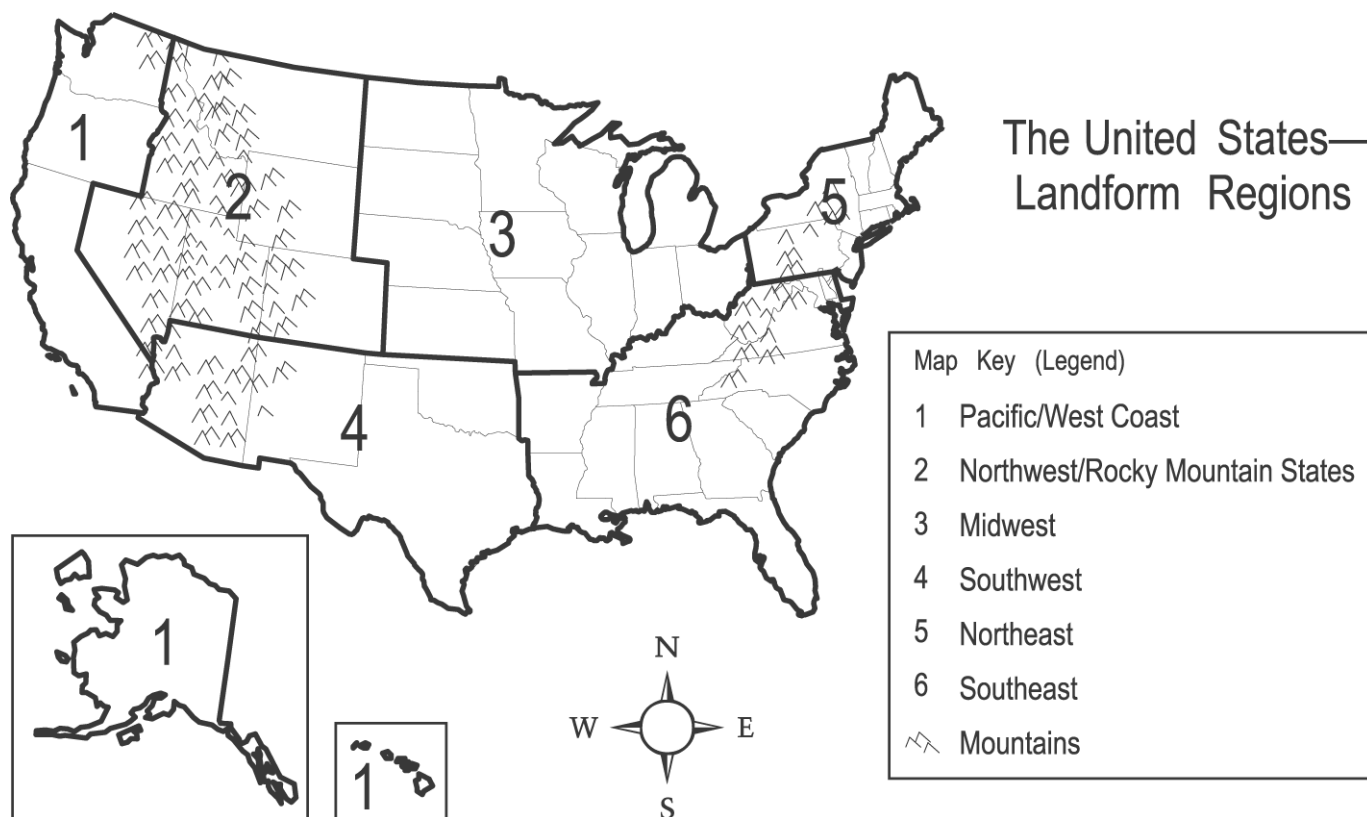 The United States—
Landform Regions
1
2
3
4
5
6
1
1
N
W E
S
Map Key (Legend)
1 Pacific/West Coast
2 Northwest/Rocky Mountain States
3 Midwest
4 Southwest
5 Northeast
6 Southeast
Mountains